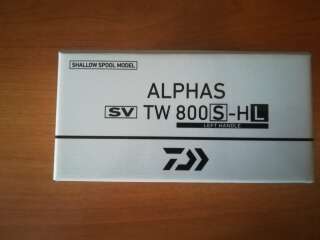 SHALLOW SPOOL MODEL
ALPHAS
SV TW 800S-HL
LEFT HANDLE